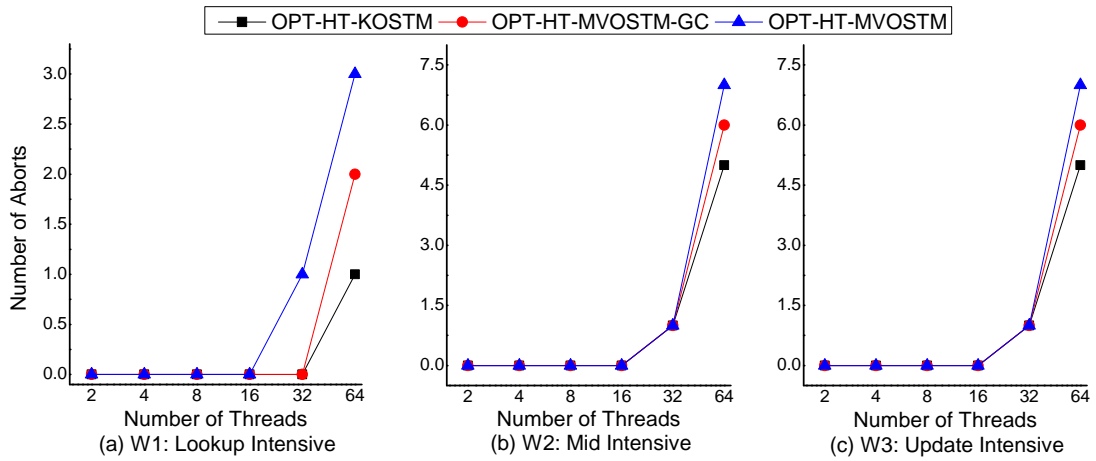 OPT-HT-KOSTM OPT-HT-MVOSTM-GC OPT-HT-MVOSTM
Number of Aborts
3.0
2.5
2.0
1.5
1.0
0.5
0.0
2 4 8 16 32 64
Number of Threads
(a) W1: Lookup Intensive
7.5
6.0
4.5
3.0
1.5
0.0
2 4 8 16 32 64
Number of Threads
(b) W2: Mid Intensive
7.5
6.0
4.5
3.0
1.5
0.0
2 4 8 16 32 64
Number of Threads
(c) W3: Update Intensive